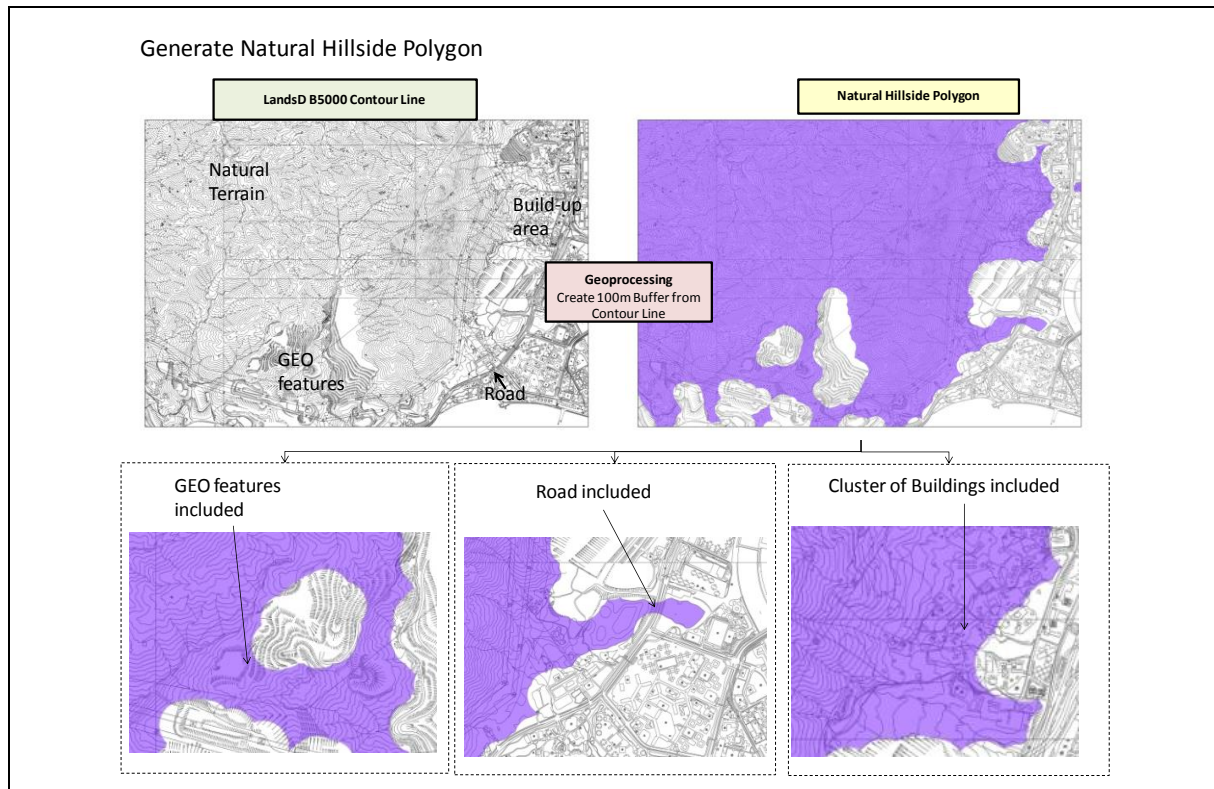 Generate Natural Hillside Polygon
LandsD B5000 Contour Line
Natural Hillside Polygon
Natural
Terrain
Build-up
area
GEO
features
Road
Geoprocessing
Create 100m Buffer from
Contour Line
GEO features
included
Road included
Cluster of Buildings included